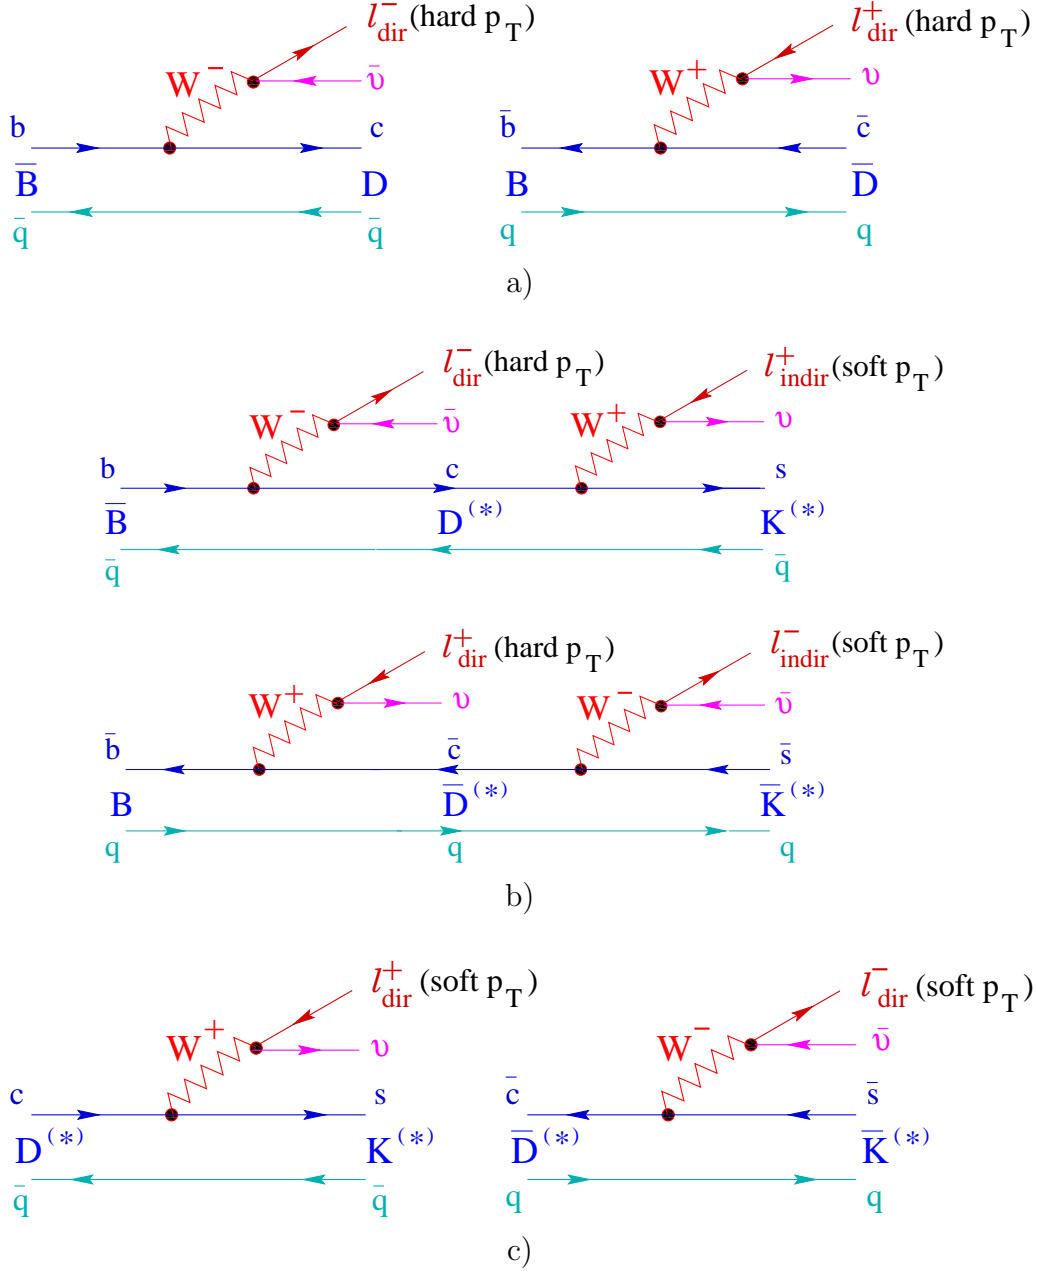 l⁻dir (hard pT) l⁺dir (hard pT)
W⁻ ῡ W⁺ υ
b c b̄ c̄
B̄ D B D̄
q̄ q̄ q q
a)
l⁻dir (hard pT) l⁺indir (soft pT)
W⁻ ῡ W⁺ υ
b c s
B̄ D(*) K(*)
q̄ q̄
l⁺dir (hard pT) l⁻indir (soft pT)
W⁺ υ W⁻ ῡ
b̄ c̄ s̄
B D̄(*) K̄(*)
q q q
b)
l⁺dir (soft pT) l⁻dir (soft pT)
W⁺ υ W⁻ ῡ
c s c̄ s̄
D(*) K(*) D̄(*) K̄(*)
q̄ q̄ q q
c)